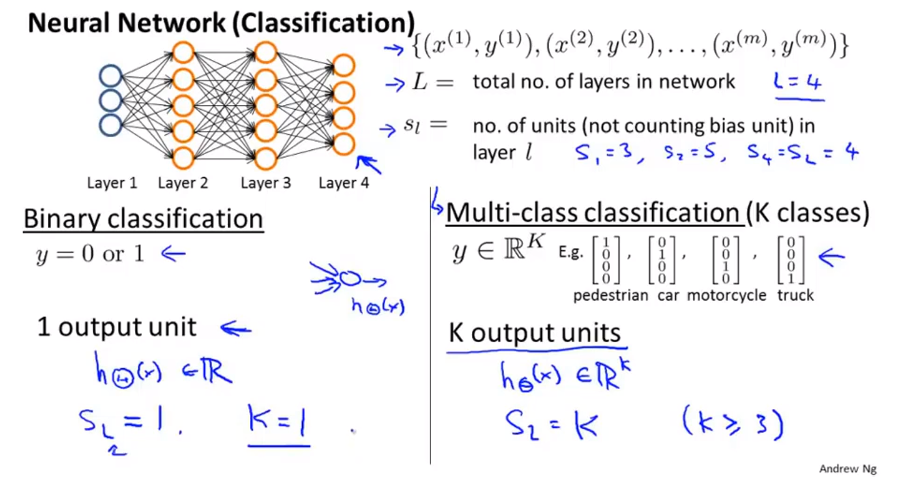 Neural Network (Classification)
→ {(x^(1), y^(1)), (x^(2), y^(2)), . . . , (x^(m), y^(m))}
→ L = total no. of layers in network L = 4
→ s_l = no. of units (not counting bias unit) in
layer l S_1 = 3, S_2 = 5, S_4 = S_L = 4
Layer 1 Layer 2 Layer 3 Layer 4
Binary classification
y = 0 or 1 ←
h_Θ(x)
1 output unit ←
h_Θ(x) ∈ ℝ
S_L = 1. K = 1
Multi-class classification (K classes)
y ∈ ℝ^K E.g. [1 0 0 0], [0 1 0 0], [0 0 1 0], [0 0 0 1] ←
pedestrian car motorcycle truck
K output units
h_Θ(x) ∈ ℝ^K
S_L = K (K ≥ 3)
Andrew Ng